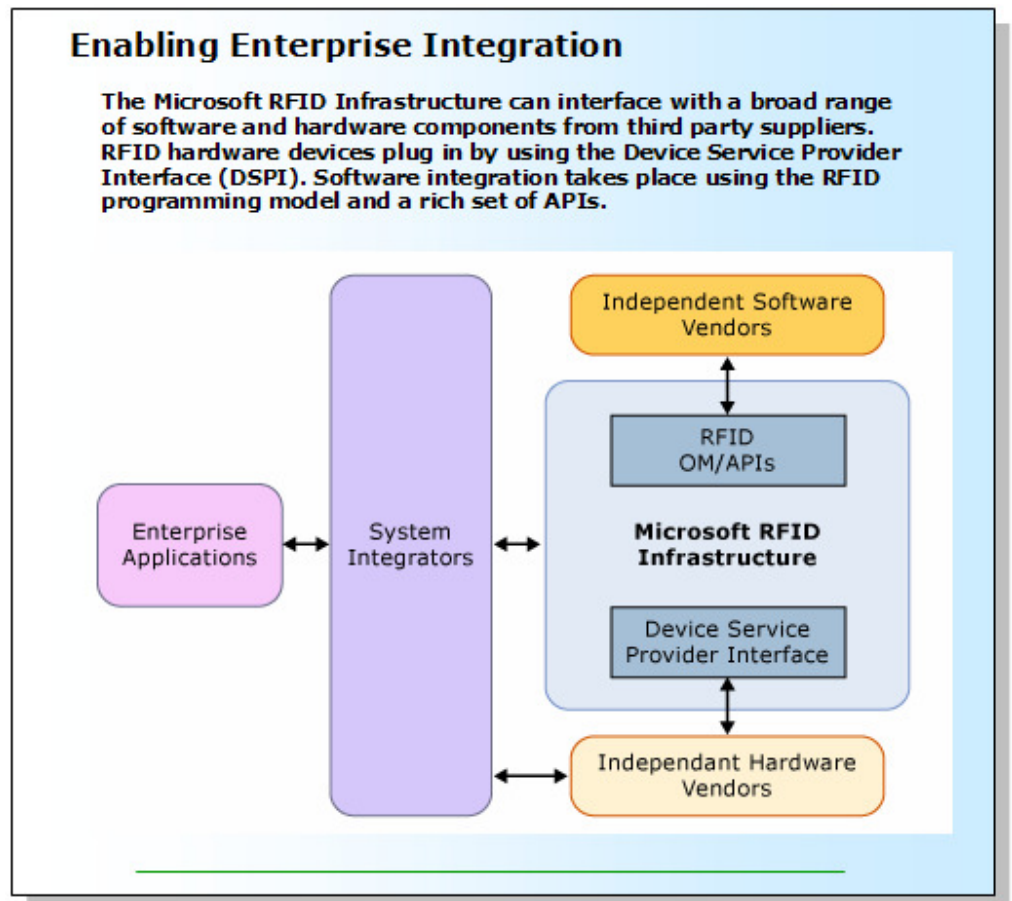 Enabling Enterprise Integration
The Microsoft RFID Infrastructure can interface with a broad range
of software and hardware components from third party suppliers.
RFID hardware devices plug in by using the Device Service Provider
Interface (DSPI). Software integration takes place using the RFID
programming model and a rich set of APIs.
Independent Software
Vendors
RFID
OM/APIs
Enterprise
Applications
System
Integrators
Microsoft RFID
Infrastructure
Device Service
Provider Interface
Independant Hardware
Vendors